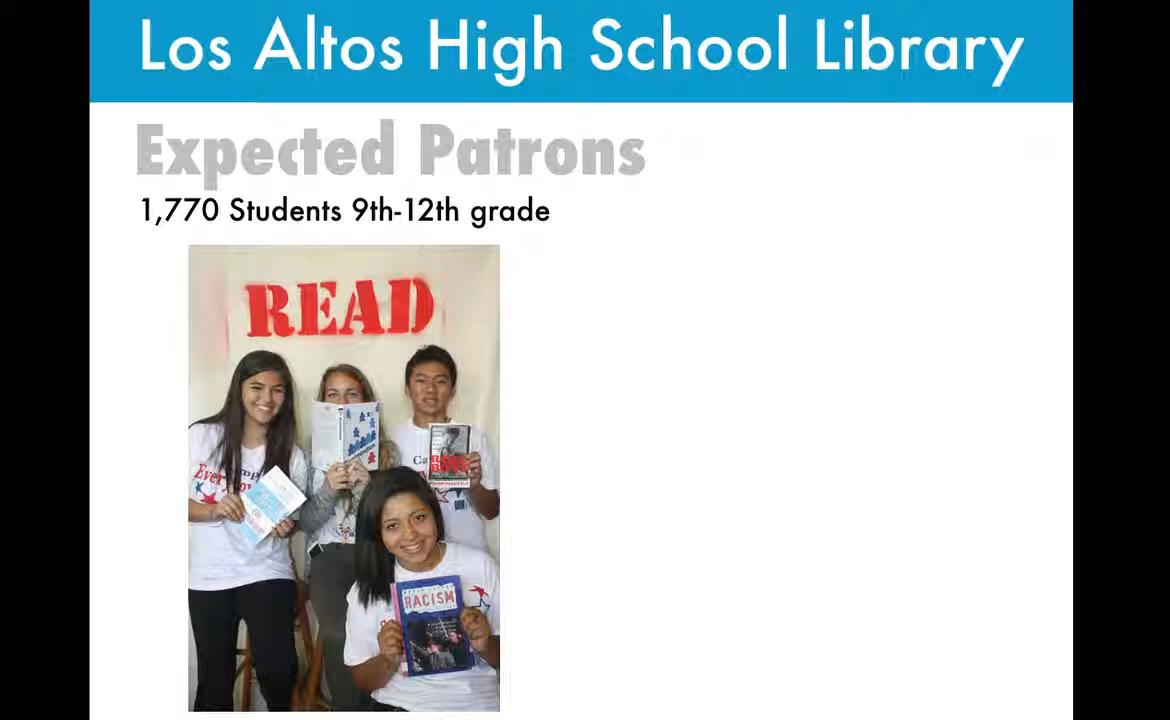 Los Altos High School Library
Expected Patrons
1,770 Students 9th-12th grade
READ
RACISM